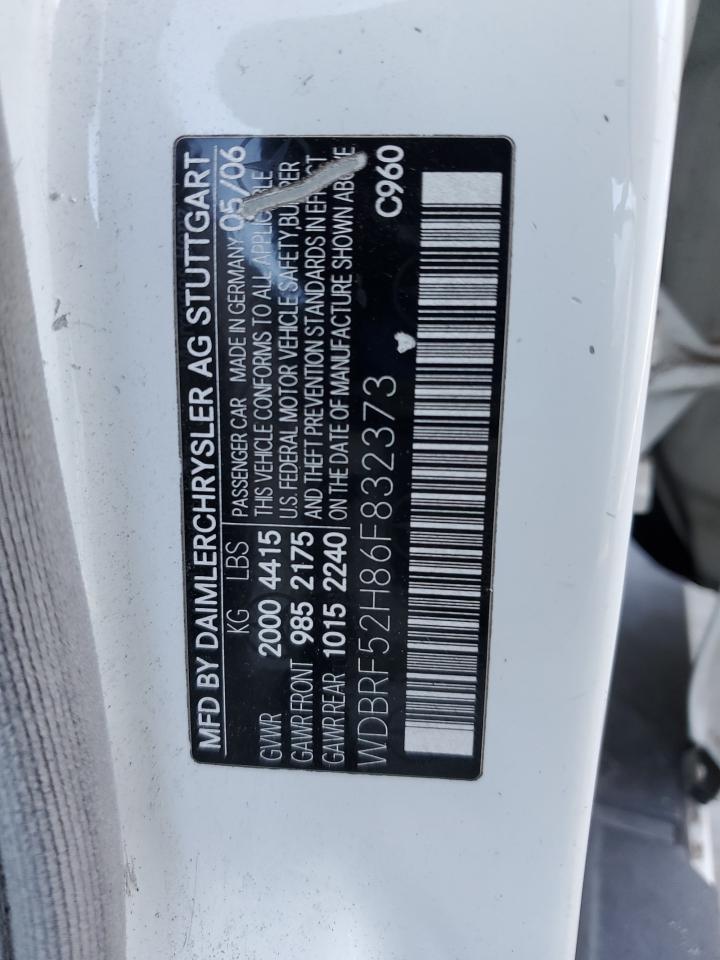 MFD BY DAIMLERCHRYSLER AG STUTTGART
KG LBS PASSENGER CAR MADE IN GERMANY 05/06
GVWR 2000 4415 THIS VEHICLE CONFORMS TO ALL APPLICABLE
GAWR FRONT 985 2175 U.S. FEDERAL MOTOR VEHICLE SAFETY,BUMPER
GAWR REAR 1015 2240 AND THEFT PREVENTION STANDARDS IN EFFECT
ON THE DATE OF MANUFACTURE SHOWN ABOVE
WDBRF52H86F832373 C960